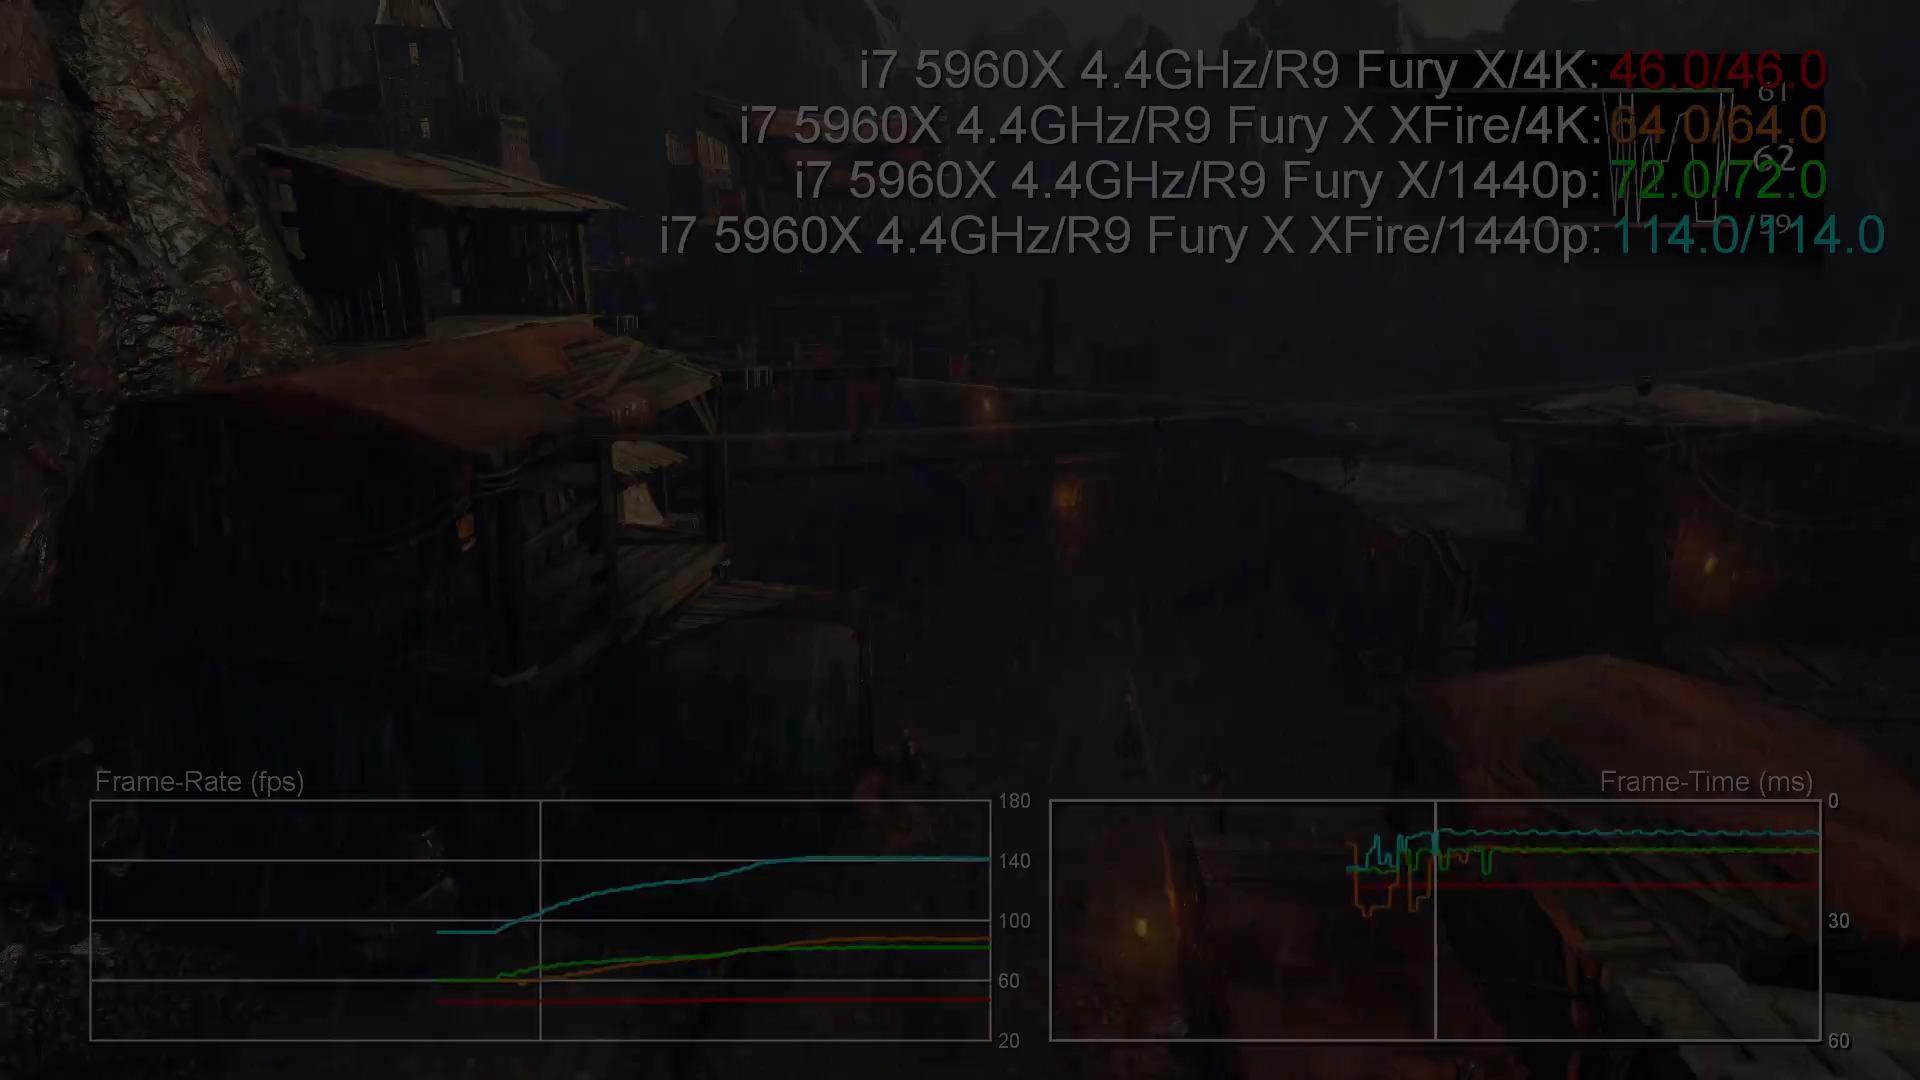 i7 5960X 4.4GHz/R9 Fury X/4K: 46.0/46.0
61
i7 5960X 4.4GHz/R9 Fury X XFire/4K: 64.0/64.0
62
i7 5960X 4.4GHz/R9 Fury X/1440p: 72.0/72.0
59
i7 5960X 4.4GHz/R9 Fury X XFire/1440p: 114.0/114.0
Frame-Rate (fps)
180
140
100
60
20
Frame-Time (ms)
0
30
60